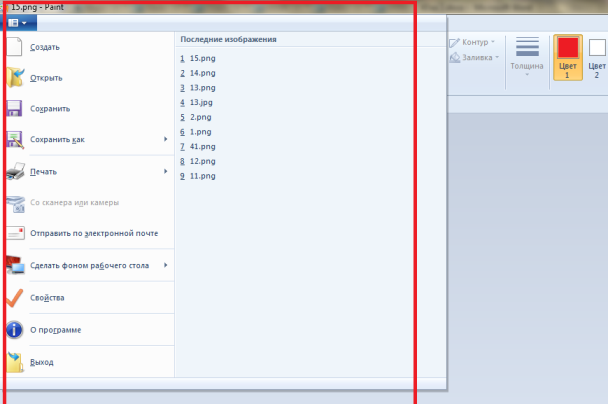 15.png - Paint
Создать
Открыть
Сохранить
Сохранить как
Печать
Со сканера или камеры
Отправить по электронной почте
Сделать фоном рабочего стола
Свойства
О программе
Выход
Последние изображения
1 15.png
2 14.png
3 13.png
4 13.jpg
5 2.png
6 1.png
7 41.png
8 12.png
9 11.png
Контур
Заливка
Толщина
Цвет
1
Цвет
2